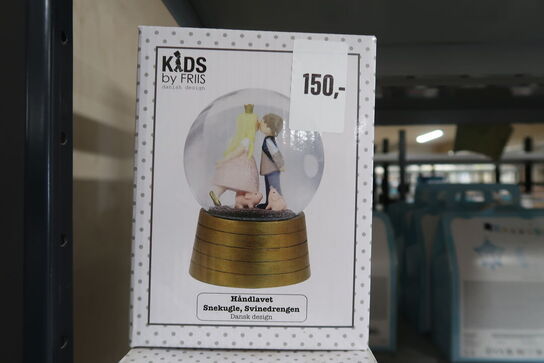 KIDS
by FRIIS
danish design
150,-
Håndlavet
Snekugle, Svinedrengen
Dansk design